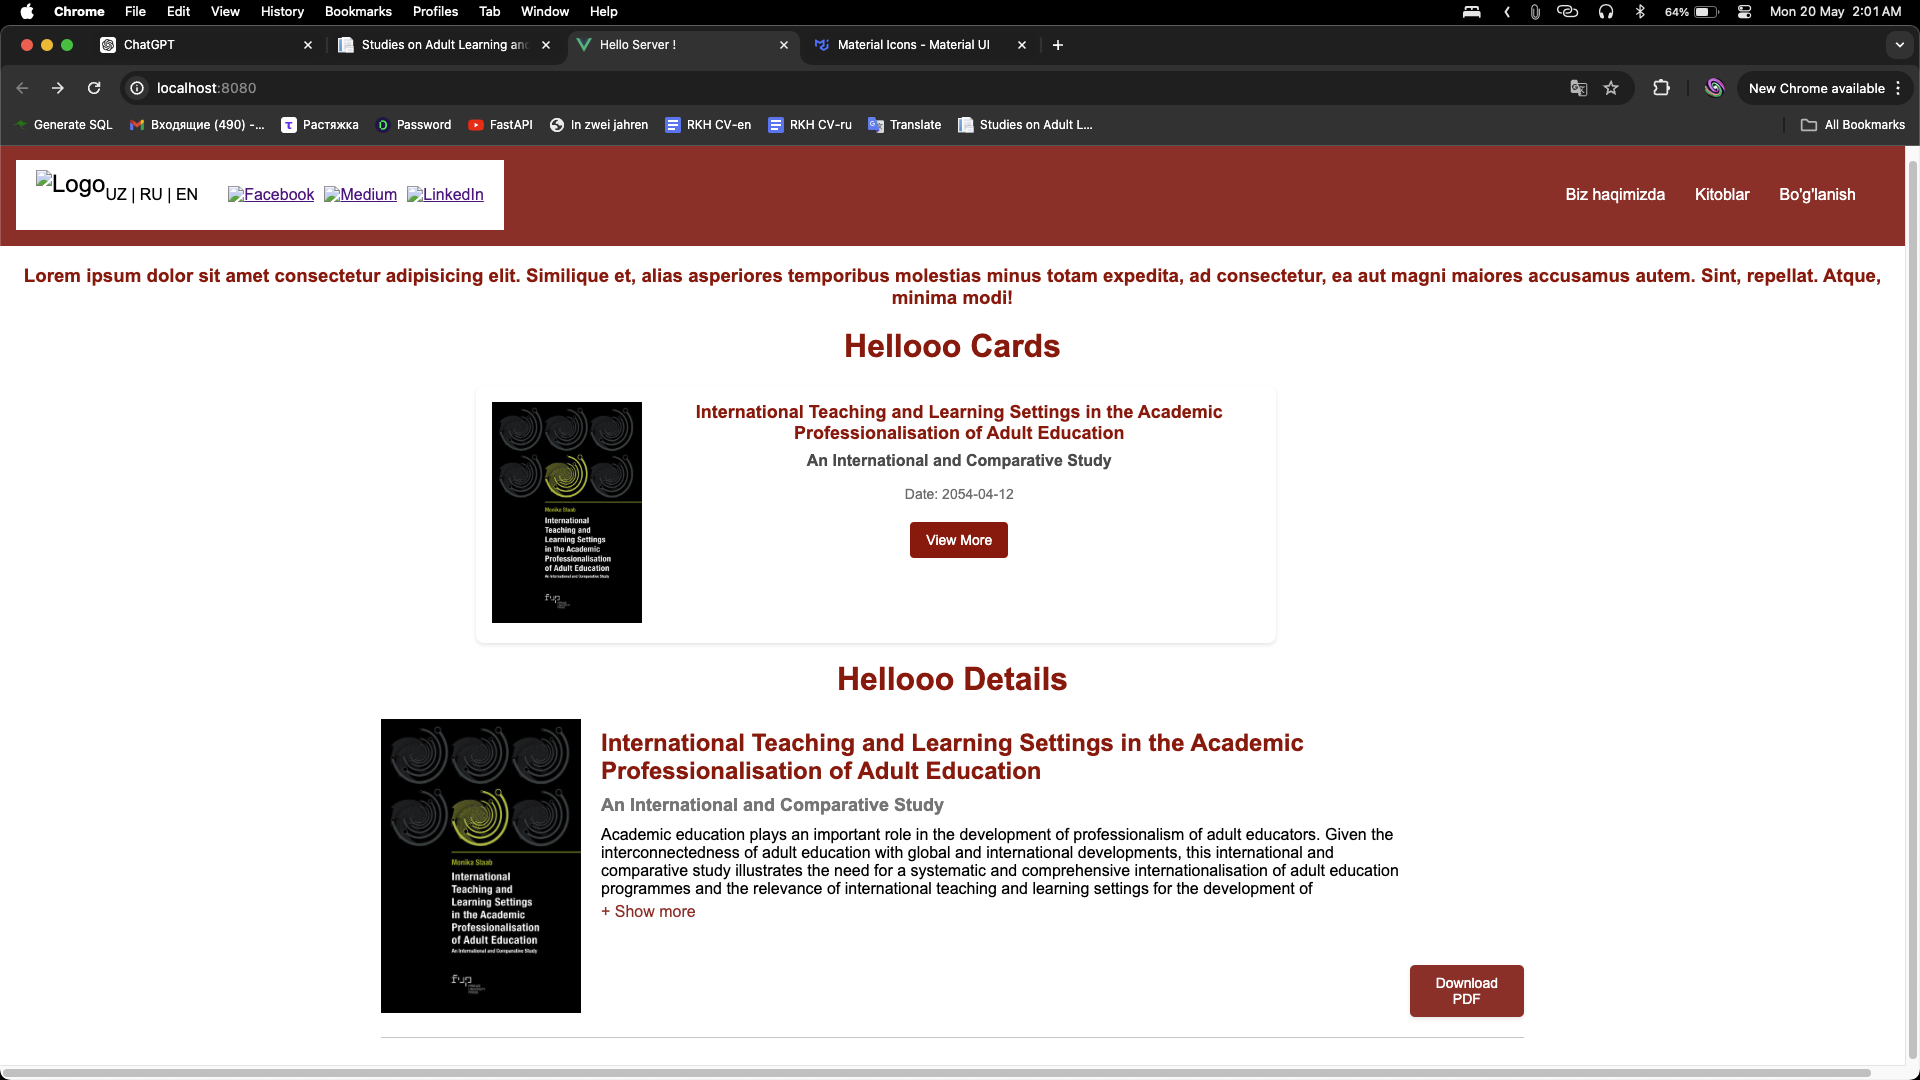 Chrome File Edit View History Bookmarks Profiles Tab Window Help 64% Mon 20 May 2:01 AM
ChatGPT Studies on Adult Learning an Hello Server ! Material Icons - Material UI
localhost:8080 New Chrome available
Generate SQL Входящие (490) -... Растяжка Password FastAPI In zwei jahren RKH CV-en RKH CV-ru Translate Studies on Adult L... All Bookmarks
Logo UZ | RU | EN Facebook Medium LinkedIn Biz haqimizda Kitoblar Bo'g'lanish
Lorem ipsum dolor sit amet consectetur adipisicing elit. Similique et, alias asperiores temporibus molestias minus totam expedita, ad consectetur, ea aut magni maiores accusamus autem. Sint, repellat. Atque,
minima modi!
Hellooo Cards
Monika Staab
International
Teaching and
Learning Settings
in the Academic
Professionalisation
of Adult Education
An International and Comparative Study
fup
International Teaching and Learning Settings in the Academic
Professionalisation of Adult Education
An International and Comparative Study
Date: 2054-04-12
View More
Hellooo Details
Monika Staab
International
Teaching and
Learning Settings
in the Academic
Professionalisation
of Adult Education
An International and Comparative Study
fup
International Teaching and Learning Settings in the Academic
Professionalisation of Adult Education
An International and Comparative Study
Academic education plays an important role in the development of professionalism of adult educators. Given the
interconnectedness of adult education with global and international developments, this international and
comparative study illustrates the need for a systematic and comprehensive internationalisation of adult education
programmes and the relevance of international teaching and learning settings for the development of
+ Show more
Download
PDF